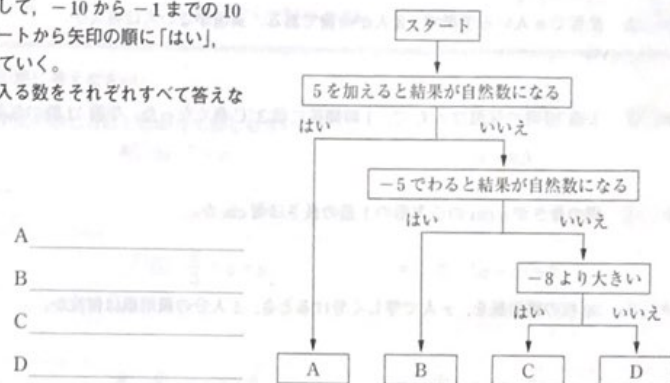 して，－10 から －1 までの 10
ートから矢印の順に「はい」，
ていく。
入る数をそれぞれすべて答えな
スタート
5 を加えると結果が自然数になる
はい
いいえ
－5 でわると結果が自然数になる
はい
いいえ
－8 より大きい
はい
いいえ
A
B
C
D
A
B
C
D